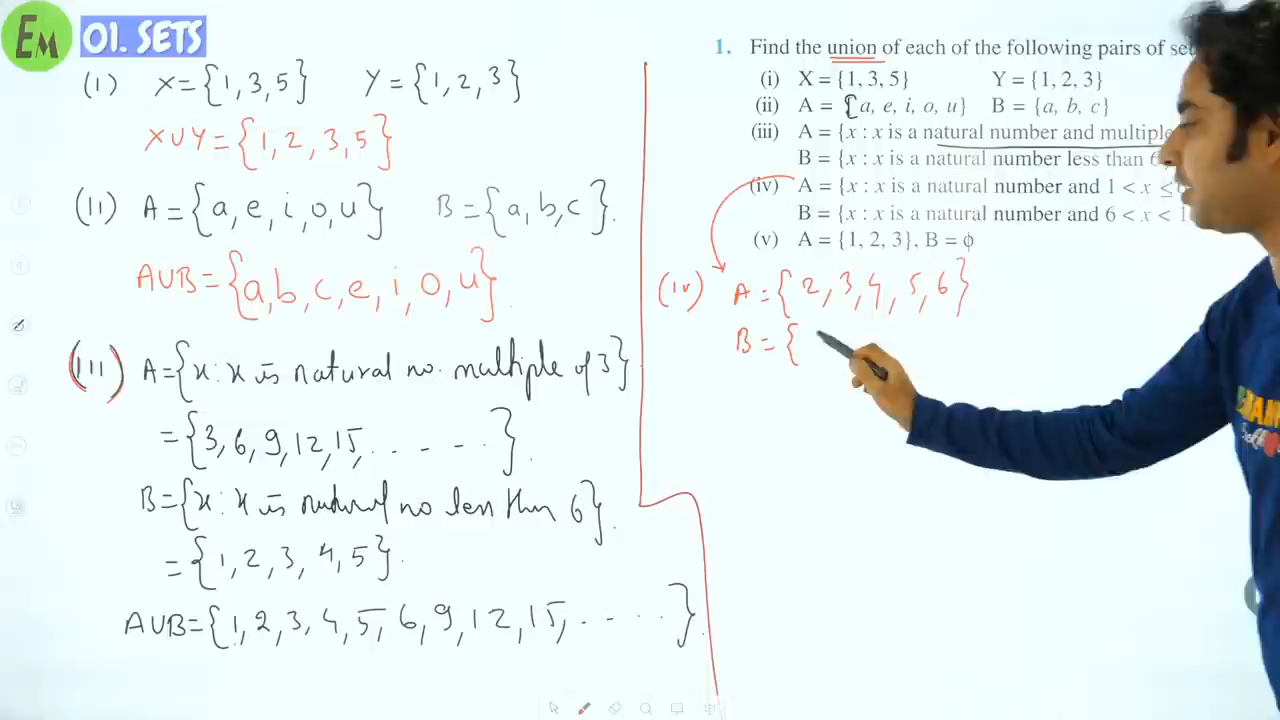 EM 01. SETS
(I) X={1,3,5} Y={1,2,3}
X∪Y={1,2,3,5}
(II) A={a,e,i,o,u} B={a,b,c}.
A∪B={a,b,c,e,i,o,u}.
(III) A={x:x is natural no. multiple of 3}
={3,6,9,12,15,....--.}.
B={x:x is natural no less then 6}.
={1,2,3,4,5}.
A∪B={1,2,3,4,5,6,9,12,15,-....}.
1. Find the union of each of the following pairs of
(i) X = {1, 3, 5} Y = {1, 2, 3}
(ii) A = {a, e, i, o, u} B = {a, b, c}
(iii) A = {x : x is a natural number and
B = {x : x is a natural number less than
(iv) A = {x : x is a natural number and 1 < x ≤
B = {x : x is a natural number and 6 < x <
(v) A = {1, 2, 3}, B = φ
(iv) A={2,3,4,5,6}
B={